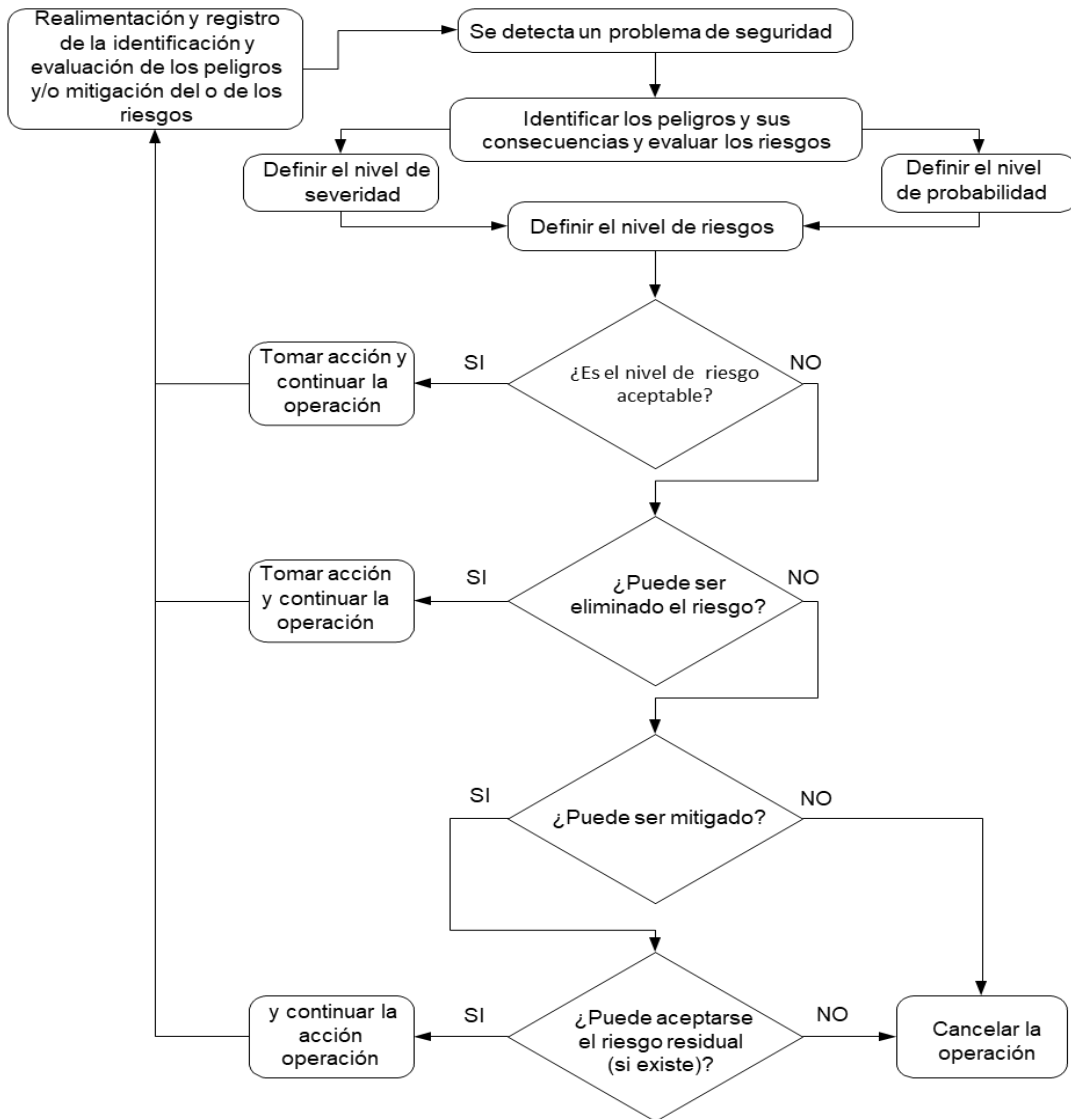 Realimentación y registro
de la identificación y
evaluación de los peligros
y/o mitigación del o de los
riesgos
Se detecta un problema de seguridad
Identificar los peligros y sus
consecuencias y evaluar los riesgos
Definir el nivel de
severidad
Definir el nivel
de probabilidad
Definir el nivel de riesgos
Tomar acción y
continuar la
operación
SI
¿Es el nivel de riesgo
aceptable?
NO
Tomar acción
y continuar la
operación
SI
¿Puede ser
eliminado el riesgo?
NO
SI
¿Puede ser mitigado?
NO
y continuar la
acción
operación
SI
¿Puede aceptarse
el riesgo residual
(si existe)?
NO
Cancelar la
operación